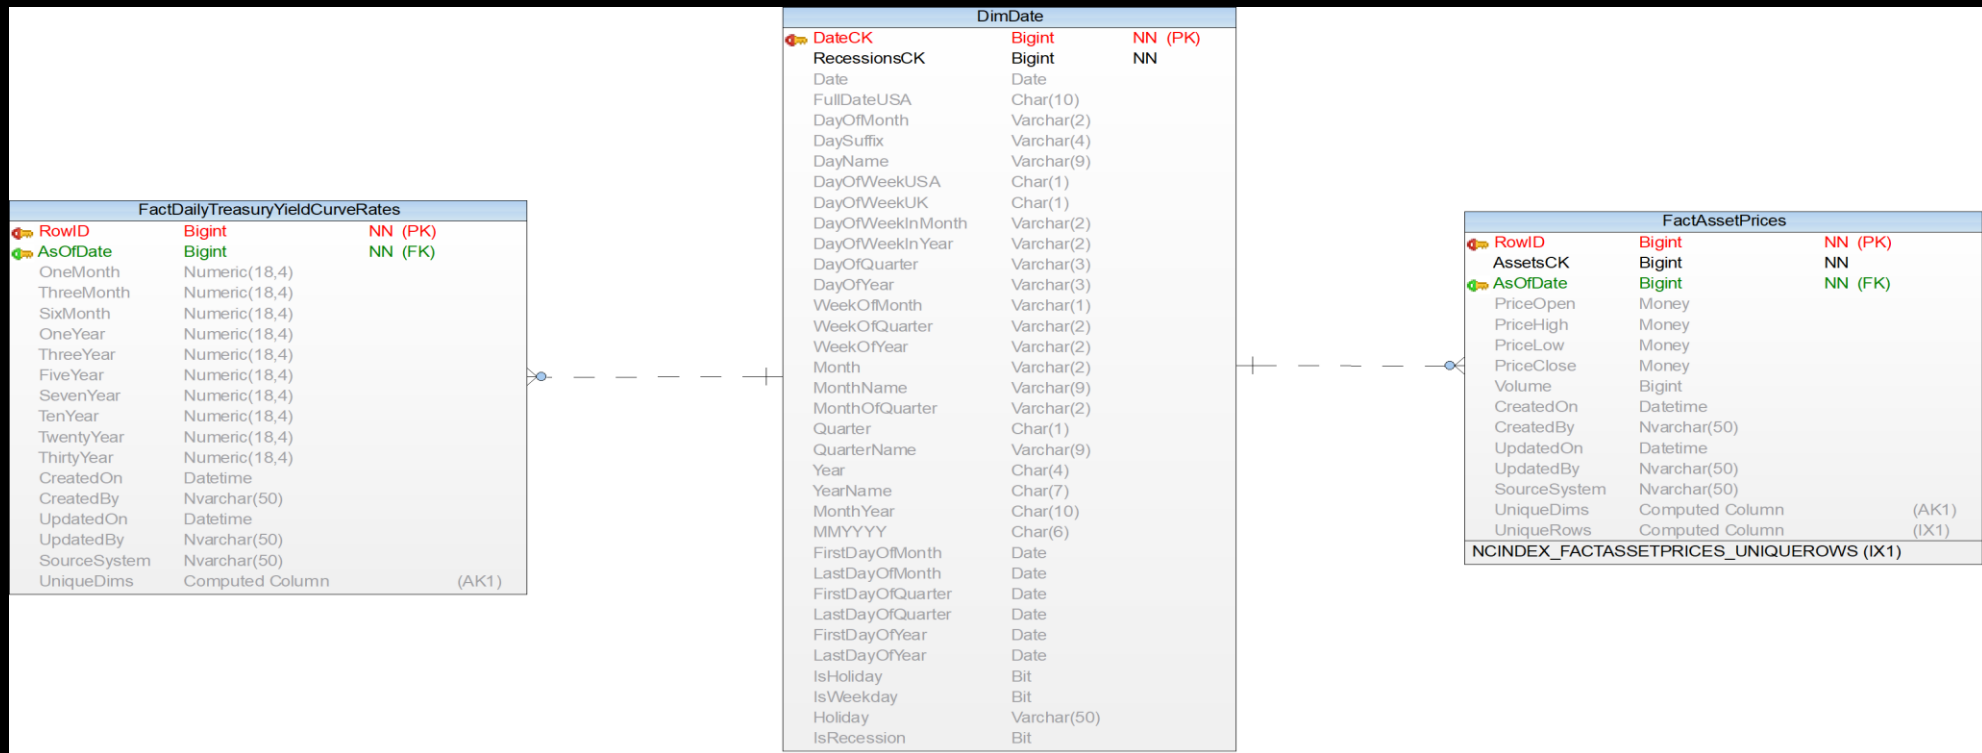 DimDate
DateCK Bigint NN (PK)
RecessionsCK Bigint NN
Date Date
FullDateUSA Char(10)
DayOfMonth Varchar(2)
DaySuffix Varchar(4)
DayName Varchar(9)
DayOfWeekUSA Char(1)
DayOfWeekUK Char(1)
DayOfWeekInMonth Varchar(2)
DayOfWeekInYear Varchar(2)
DayOfQuarter Varchar(3)
DayOfYear Varchar(3)
WeekOfMonth Varchar(1)
WeekOfQuarter Varchar(2)
WeekOfYear Varchar(2)
Month Varchar(2)
MonthName Varchar(9)
MonthOfQuarter Varchar(2)
Quarter Char(1)
QuarterName Varchar(9)
Year Char(4)
YearName Char(7)
MonthYear Char(10)
MMYYYY Char(6)
FirstDayOfMonth Date
LastDayOfMonth Date
FirstDayOfQuarter Date
LastDayOfQuarter Date
FirstDayOfYear Date
LastDayOfYear Date
IsHoliday Bit
IsWeekday Bit
Holiday Varchar(50)
IsRecession Bit
FactDailyTreasuryYieldCurveRates
RowID Bigint NN (PK)
AsOfDate Bigint NN (FK)
OneMonth Numeric(18,4)
ThreeMonth Numeric(18,4)
SixMonth Numeric(18,4)
OneYear Numeric(18,4)
ThreeYear Numeric(18,4)
FiveYear Numeric(18,4)
SevenYear Numeric(18,4)
TenYear Numeric(18,4)
TwentyYear Numeric(18,4)
ThirtyYear Numeric(18,4)
CreatedOn Datetime
CreatedBy Nvarchar(50)
UpdatedOn Datetime
UpdatedBy Nvarchar(50)
SourceSystem Nvarchar(50)
UniqueDims Computed Column (AK1)
FactAssetPrices
RowID Bigint NN (PK)
AssetsCK Bigint NN
AsOfDate Bigint NN (FK)
PriceOpen Money
PriceHigh Money
PriceLow Money
PriceClose Money
Volume Bigint
CreatedOn Datetime
CreatedBy Nvarchar(50)
UpdatedOn Datetime
UpdatedBy Nvarchar(50)
SourceSystem Nvarchar(50)
UniqueDims Computed Column (AK1)
UniqueRows Computed Column (IX1)
NCINDEX_FACTASSETPRICES_UNIQUEROWS (IX1)